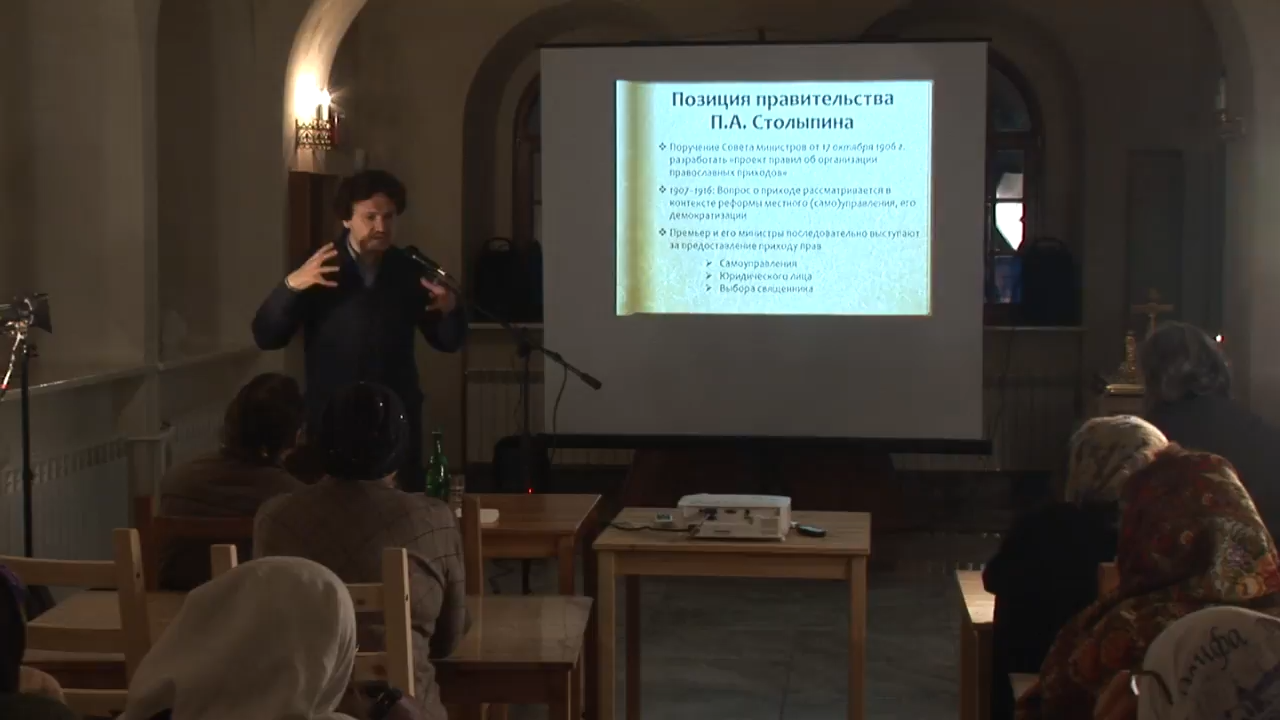 Позиция правительства
П.А. Столыпина
❖ Поручение Совета министров от 17 октября 1906 г.
разработать «проект правил об организации
православных приходов»
❖ 1907-1916: Вопрос о приходе рассматривается в
контексте реформы местного (само)управления, его
демократизации
❖ Премьер и его министры последовательно выступают
за предоставление приходу прав
➢ Самоуправления
➢ Юридического лица
➢ Выбора священника